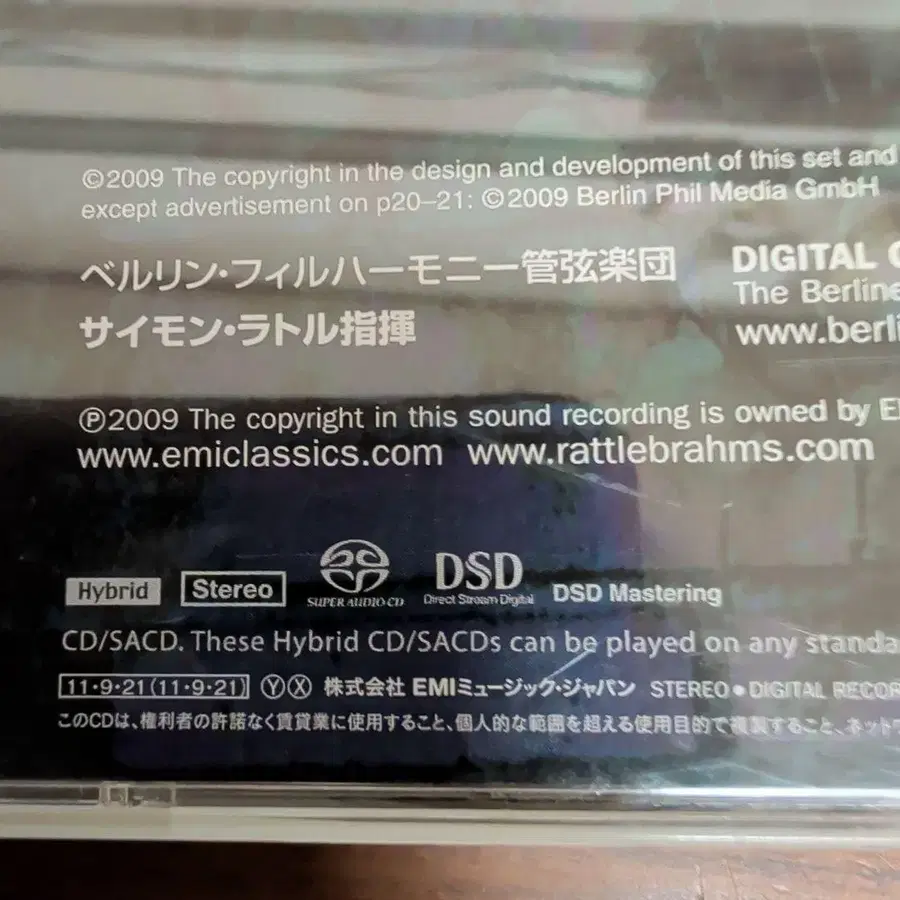 ©2009 The copyright in the design and development of this set and
except advertisement on p20–21: ©2009 Berlin Phil Media GmbH
ベルリン・フィルハーモニー管弦楽団
サイモン・ラトル指揮
DIGITAL
The Berline
www.berli
℗2009 The copyright in this sound recording is owned by E
www.emiclassics.com www.rattlebrahms.com
Hybrid Stereo SUPER AUDIO CD DSD Direct Stream Digital DSD Mastering
CD/SACD. These Hybrid CD/SACDs can be played on any standa
11・9・21(11・9・21) ⓎⓍ 株式会社 EMIミュージック・ジャパン STEREO●DIGITAL RECOR
このCDは、権利者の許諾なく賃貸業に使用すること、個人的な範囲を超える使用目的で複製すること、ネット